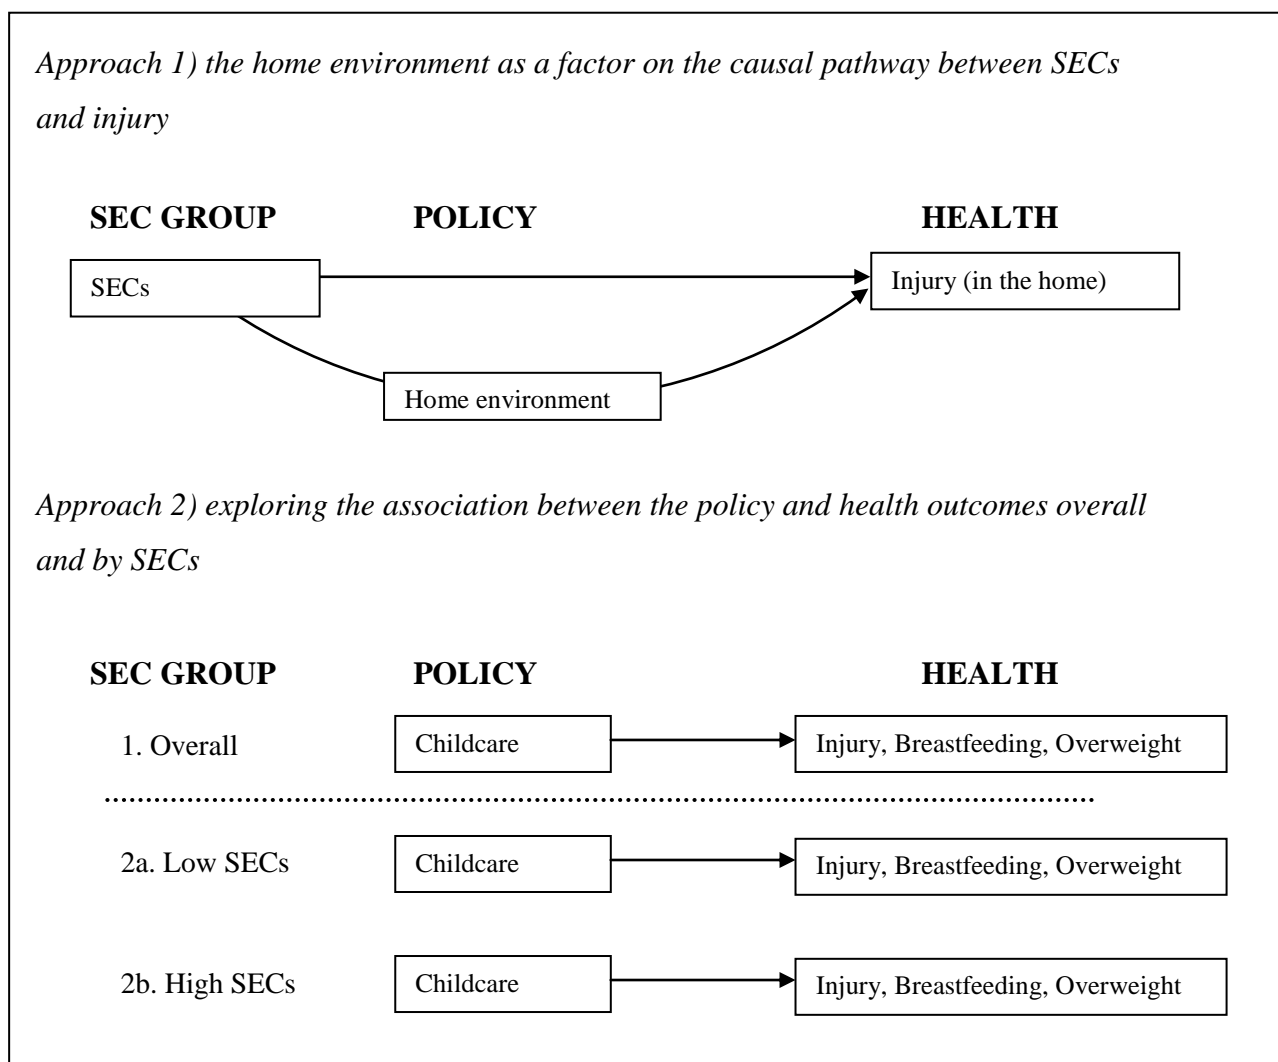 Approach 1) the home environment as a factor on the causal pathway between SECs
and injury
SEC GROUP POLICY HEALTH
SECs Injury (in the home)
Home environment
Approach 2) exploring the association between the policy and health outcomes overall
and by SECs
SEC GROUP POLICY HEALTH
1. Overall Childcare Injury, Breastfeeding, Overweight
2a. Low SECs Childcare Injury, Breastfeeding, Overweight
2b. High SECs Childcare Injury, Breastfeeding, Overweight